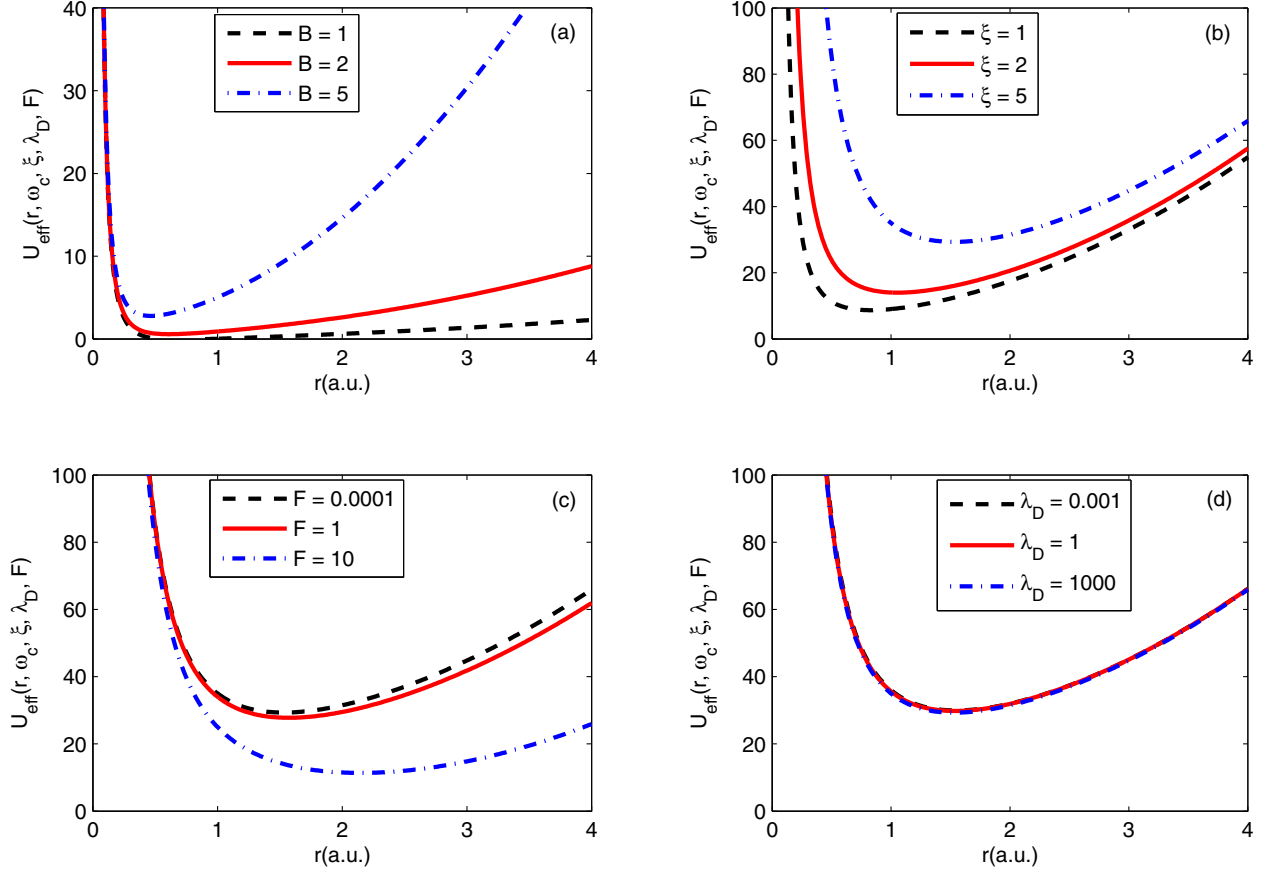 (a)
B = 1
B = 2
B = 5
U_eff(r, ω_c, ξ, λ_D, F)
40
30
20
10
0
0 1 2 3 4
r(a.u.)
(b)
ξ = 1
ξ = 2
ξ = 5
U_eff(r, ω_c, ξ, λ_D, F)
100
80
60
40
20
0
0 1 2 3 4
r(a.u.)
(c)
F = 0.0001
F = 1
F = 10
U_eff(r, ω_c, ξ, λ_D, F)
100
80
60
40
20
0
0 1 2 3 4
r(a.u.)
(d)
λ_D = 0.001
λ_D = 1
λ_D = 1000
U_eff(r, ω_c, ξ, λ_D, F)
100
80
60
40
20
0
0 1 2 3 4
r(a.u.)